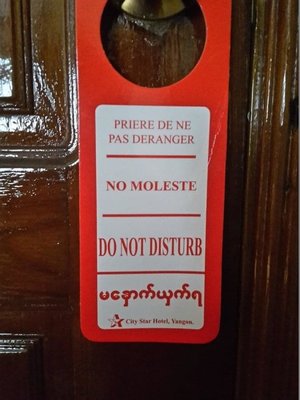 PRIERE DE NE
PAS DERANGER
NO MOLESTE
DO NOT DISTURB
မနှောက်ယှက်ရ
City Star Hotel, Yangon.